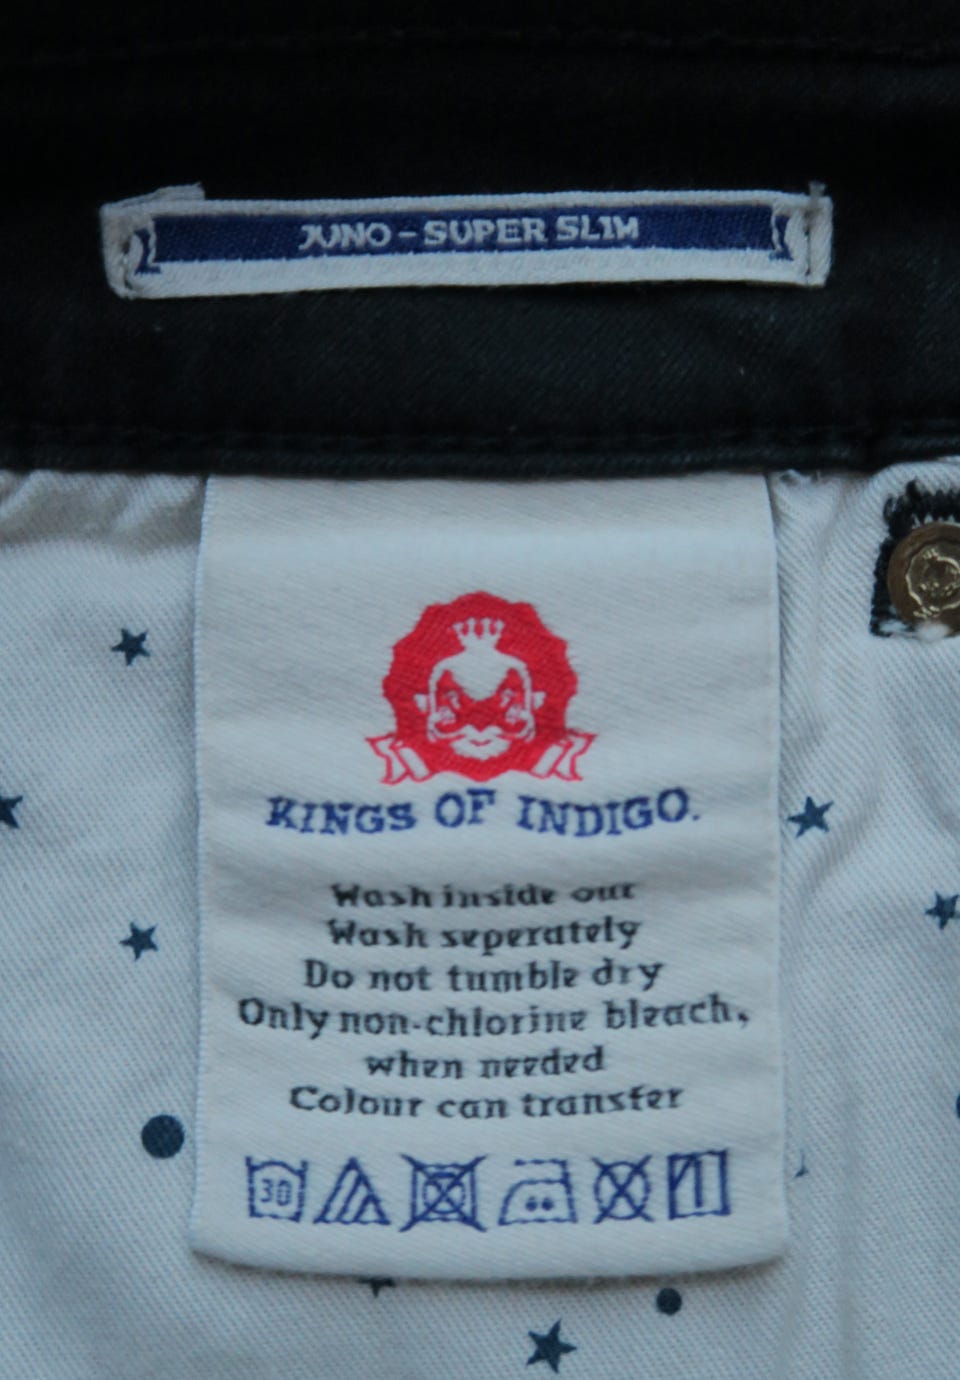 JUNO - SUPER SLIM
KINGS OF INDIGO.
Wash inside out
Wash seperately
Do not tumble dry
Only non-chlorine bleach,
when needed
Colour can transfer
30